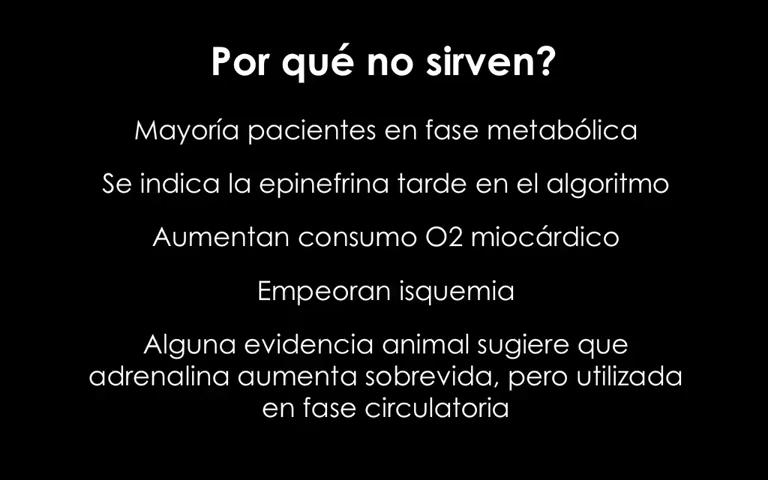 Por qué no sirven?
Mayoría pacientes en fase metabólica
Se indica la epinefrina tarde en el algoritmo
Aumentan consumo O2 miocárdico
Empeoran isquemia
Alguna evidencia animal sugiere que
adrenalina aumenta sobrevida, pero utilizada
en fase circulatoria